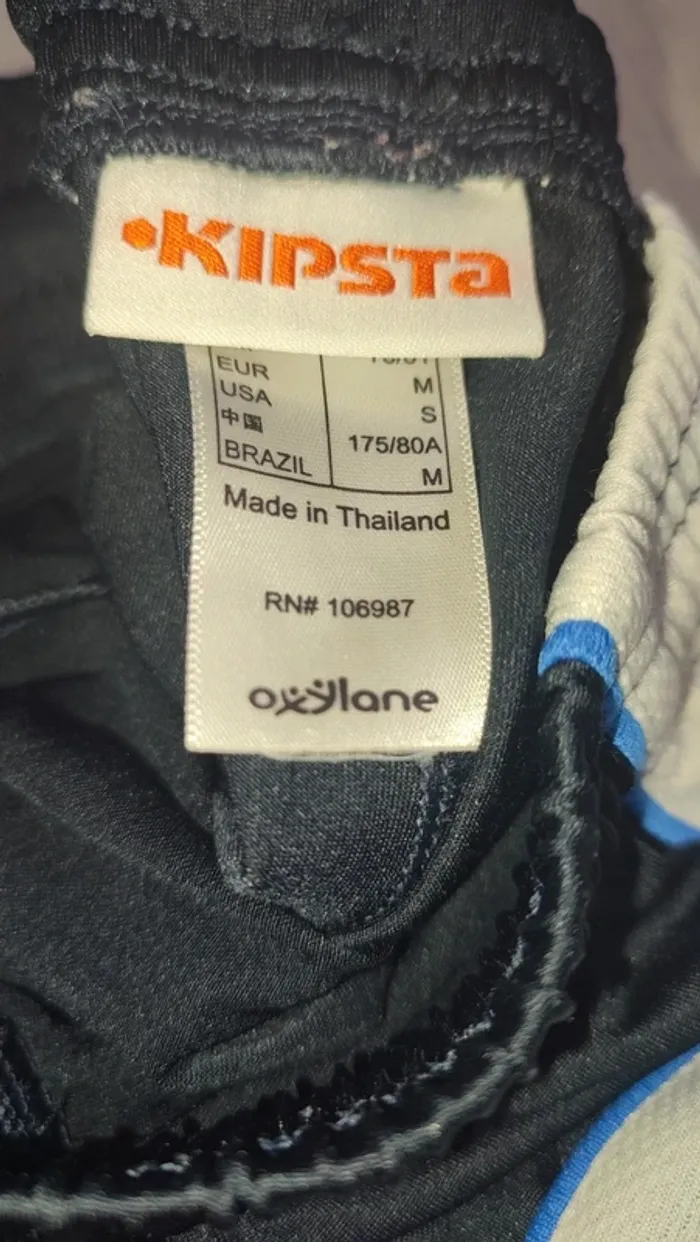 KIPSTA
EUR M
USA S
中国 175/80A
BRAZIL M
Made in Thailand
RN# 106987
oxylane